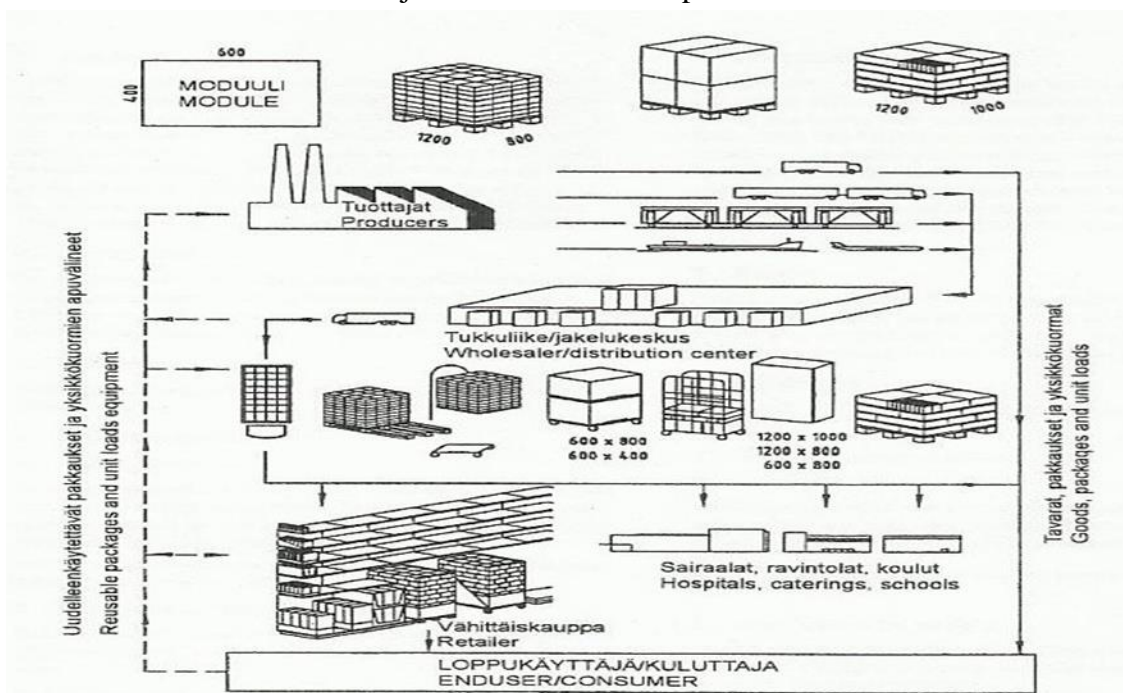 600
400
MODUULI
MODULE
1200
800
1200
1000
Tuottajat
Producers
Tukkuliike/jakelukeskus
Wholesaler/distribution center
600 x 800
600 x 400
1200 x 1000
1200 x 800
600 x 800
Sairaalat, ravintolat, koulut
Hospitals, caterings, schools
Vähittäiskauppa
Retailer
LOPPUKÄYTTÄJÄ/KULUTTAJA
ENDUSER/CONSUMER
Uudelleenkäytettävät pakkaukset ja yksikkökuormien apuvälineet
Reusable packages and unit loads equipment
Tavarat, pakkaukset ja yksikkökuormat
Goods, packages and unit loads